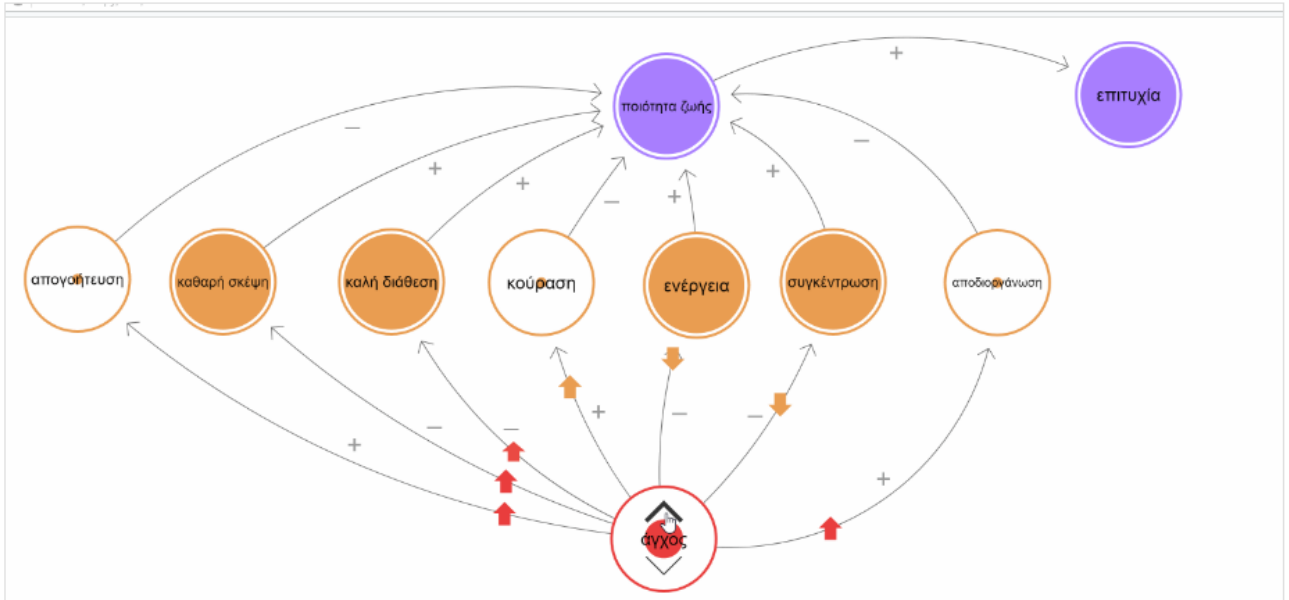 ποιότητα ζωής
επιτυχία
απογοήτευση
καθαρή σκέψη
καλή διάθεση
κούραση
ενέργεια
συγκέντρωση
αποδιοργάνωση
άγχος
+
–
+
+
–
+
+
–
+
–
–
+
–
–
+